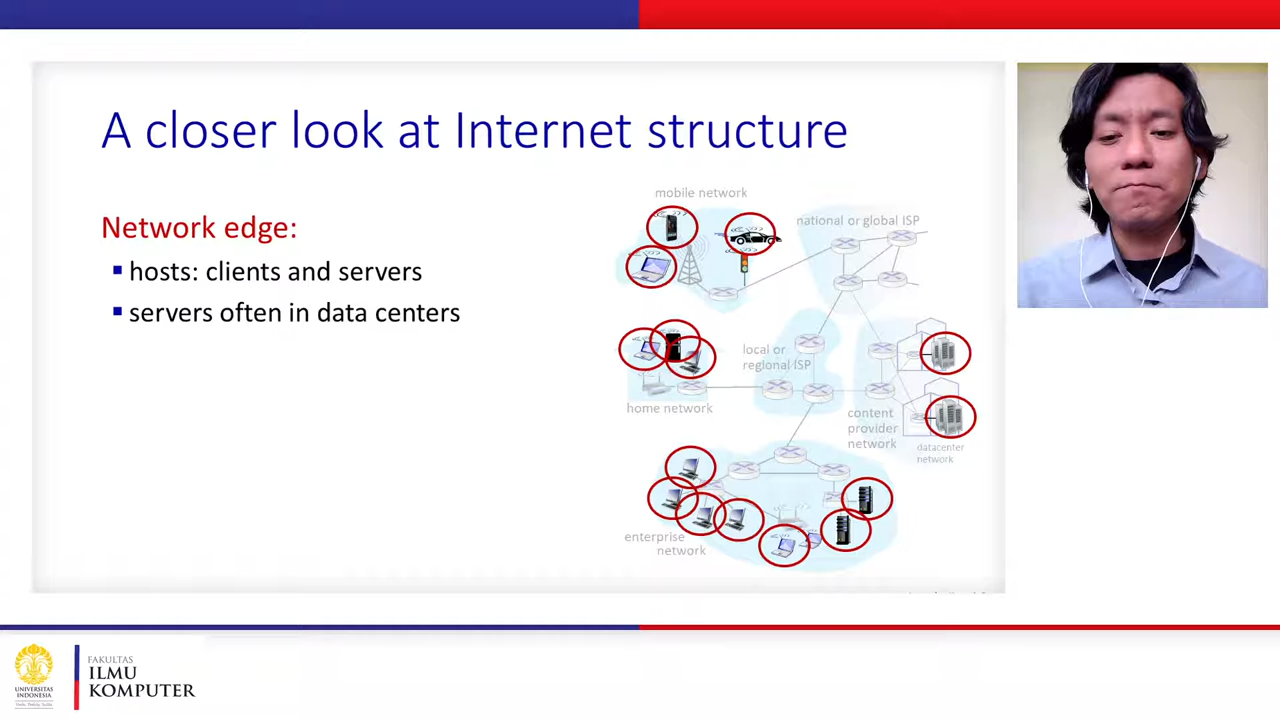 A closer look at Internet structure
Network edge:
hosts: clients and servers
servers often in data centers
mobile network
national or global ISP
local or
regional ISP
home network
content
provider
network
datacenter
network
enterprise
network
UNIVERSITAS
INDONESIA
FAKULTAS
ILMU
KOMPUTER